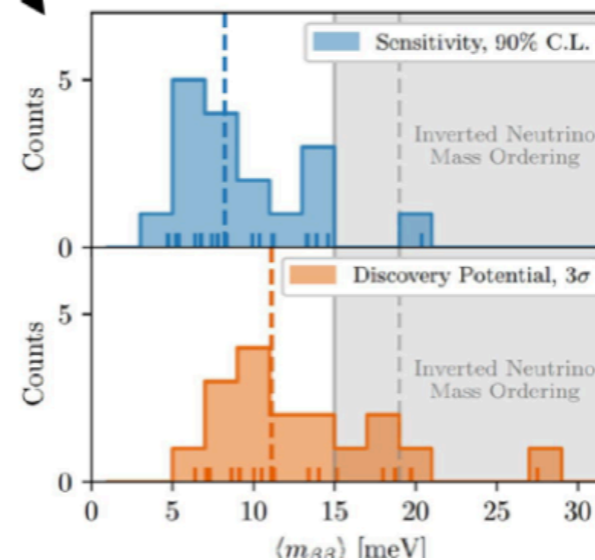 Sensitivity, 90% C.L.
5
Counts
Inverted Neutrino
Mass Ordering
0
Discovery Potential, 3σ
5
Counts
Inverted Neutrino
Mass Ordering
0
0 5 10 15 20 25 30
⟨mββ⟩ [meV]